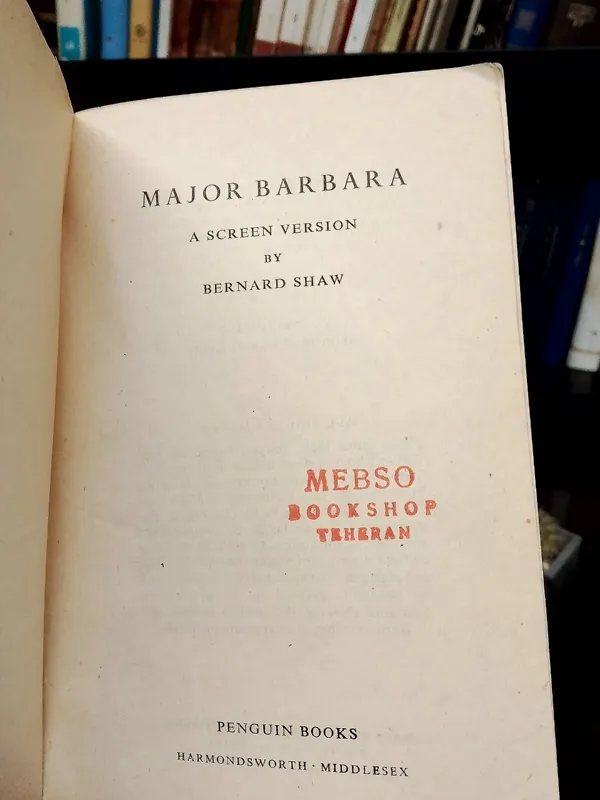 MAJOR BARBARA
A SCREEN VERSION
BY
BERNARD SHAW
MEBSO
BOOKSHOP
TEHERAN
PENGUIN BOOKS
HARMONDSWORTH · MIDDLESEX